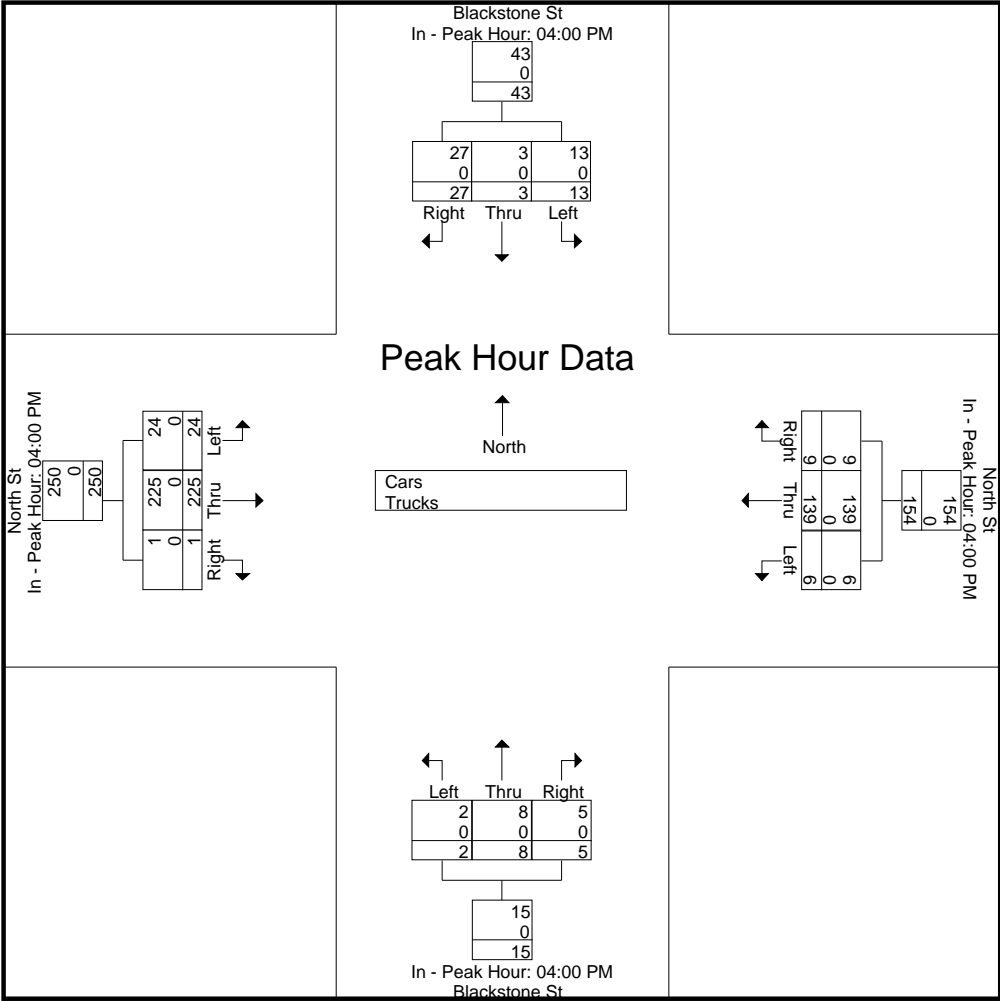 Blackstone St
In - Peak Hour: 04:00 PM
43
0
43
27 3 13
0 0 0
27 3 13
Right Thru Left
Peak Hour Data
North
Cars
Trucks
North St
In - Peak Hour: 04:00 PM
250
0
250
24 0 24
Left
225 0 225
Thru
1 0 1
Right
North St
In - Peak Hour: 04:00 PM
154
0
154
Right
9 0 9
Thru
139 0 139
Left
6 0 6
Left Thru Right
2 8 5
0 0 0
2 8 5
15
0
15
In - Peak Hour: 04:00 PM
Blackstone St